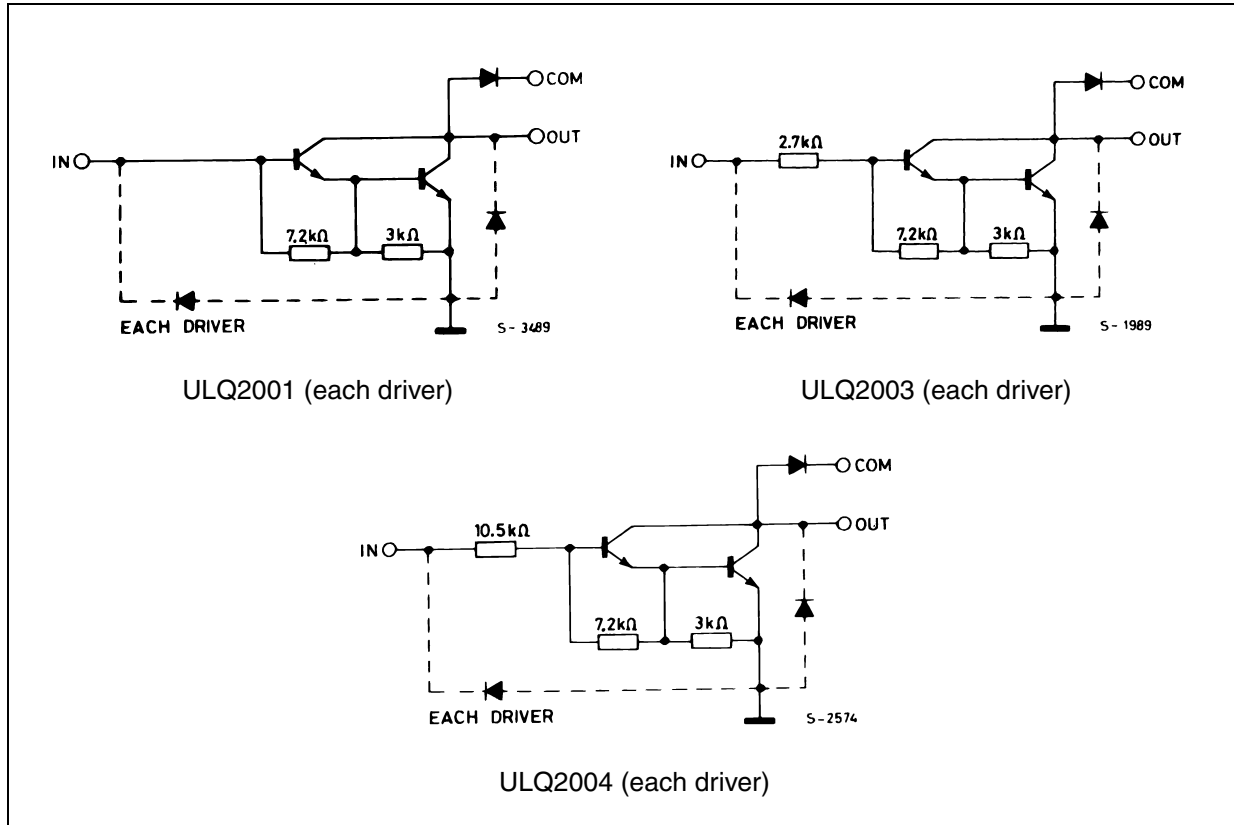 COM
OUT
IN
7.2kΩ
3kΩ
EACH DRIVER
S- 3489
ULQ2001 (each driver)
COM
OUT
IN
2.7kΩ
7.2kΩ
3kΩ
EACH DRIVER
S- 1989
ULQ2003 (each driver)
COM
OUT
IN
10.5kΩ
7.2kΩ
3kΩ
EACH DRIVER
S-2574
ULQ2004 (each driver)